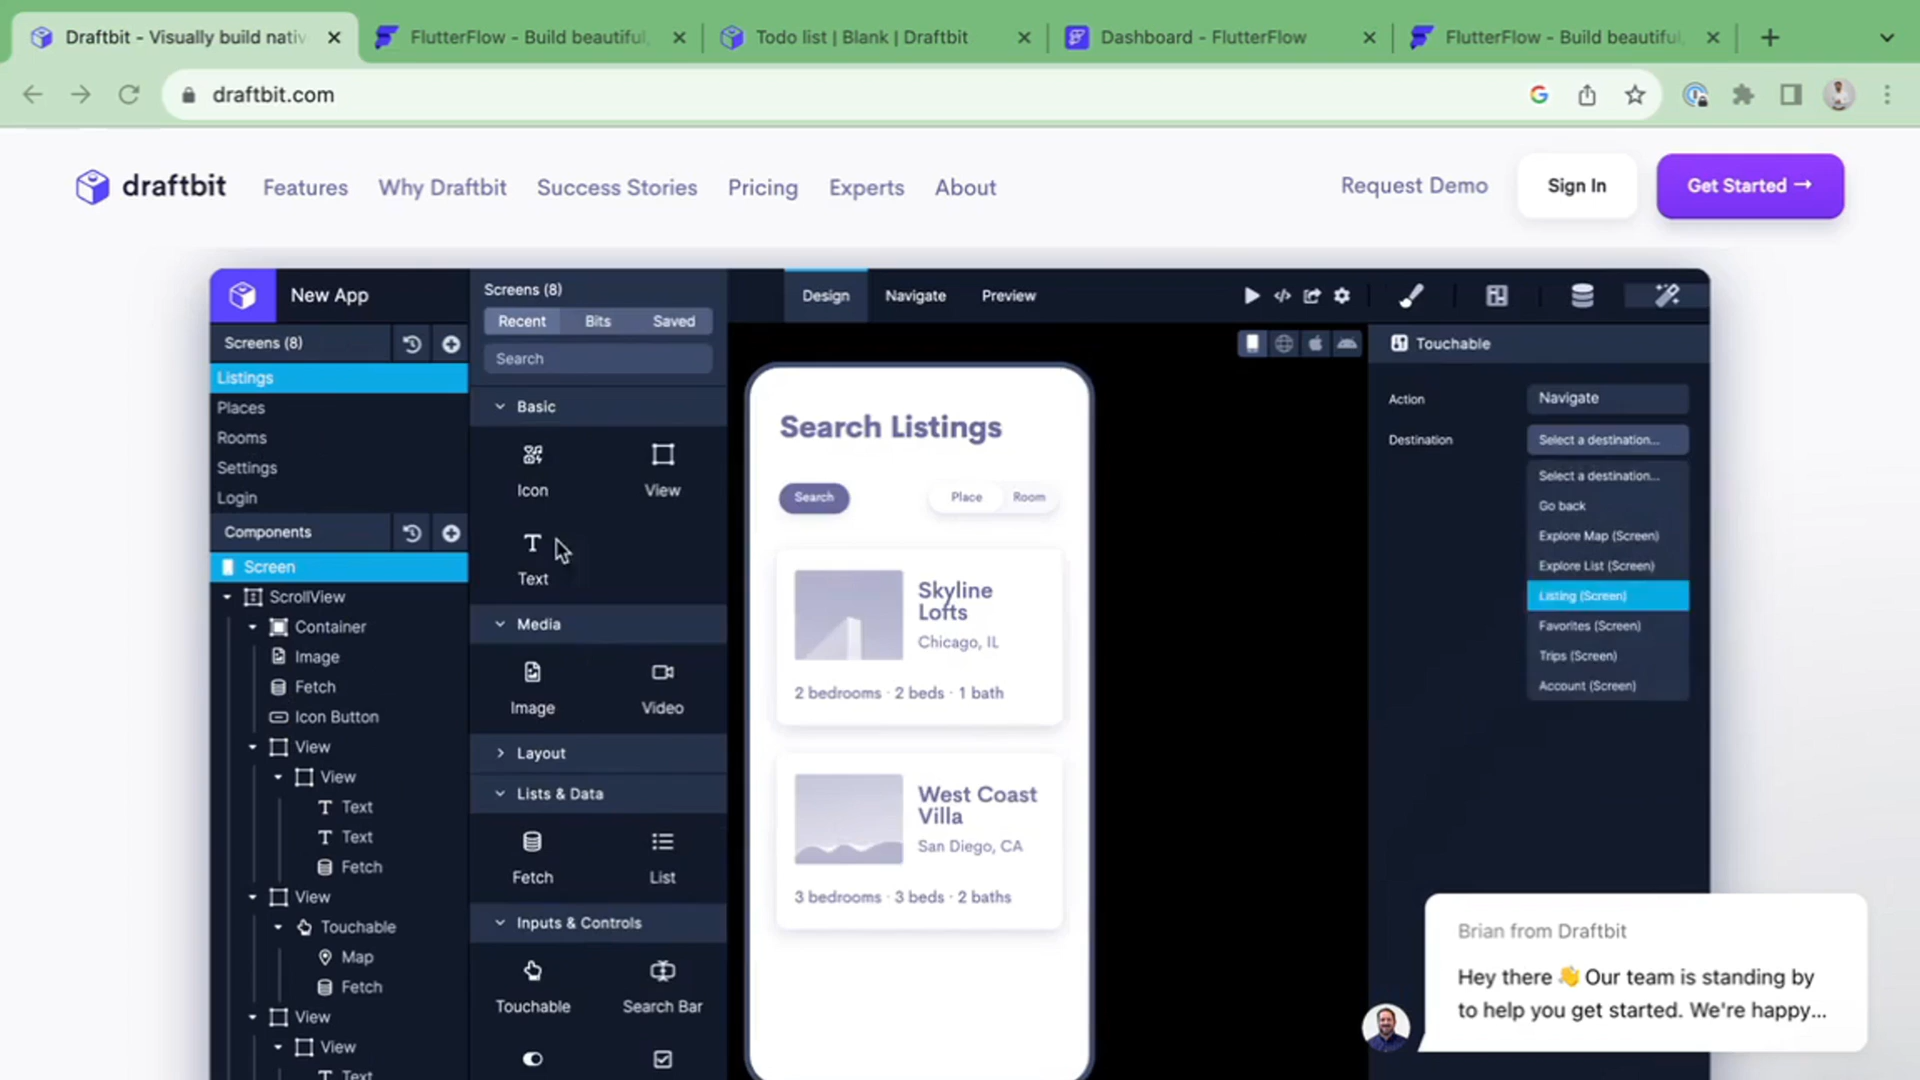 Draftbit - Visually build nativ
FlutterFlow - Build beautiful,
Todo list | Blank | Draftbit
Dashboard - FlutterFlow
FlutterFlow - Build beautiful,
draftbit.com
draftbit
Features
Why Draftbit
Success Stories
Pricing
Experts
About
Request Demo
Sign In
Get Started →
New App
Screens (8)
Listings
Places
Rooms
Settings
Login
Components
Screen
ScrollView
Container
Image
Fetch
Icon Button
View
View
Text
Text
Fetch
View
Touchable
Map
Fetch
View
View
Text
Screens (8)
Recent
Bits
Saved
Search
Basic
Icon
View
Text
Media
Image
Video
Layout
Lists & Data
Fetch
List
Inputs & Controls
Touchable
Search Bar
Design
Navigate
Preview
Search Listings
Search
Place
Room
Skyline
Lofts
Chicago, IL
2 bedrooms · 2 beds · 1 bath
West Coast
Villa
San Diego, CA
3 bedrooms · 3 beds · 2 baths
Touchable
Action
Navigate
Destination
Select a destination...
Select a destination...
Go back
Explore Map (Screen)
Explore List (Screen)
Listing (Screen)
Favorites (Screen)
Trips (Screen)
Account (Screen)
Brian from Draftbit
Hey there 👋 Our team is standing by
to help you get started. We're happy...